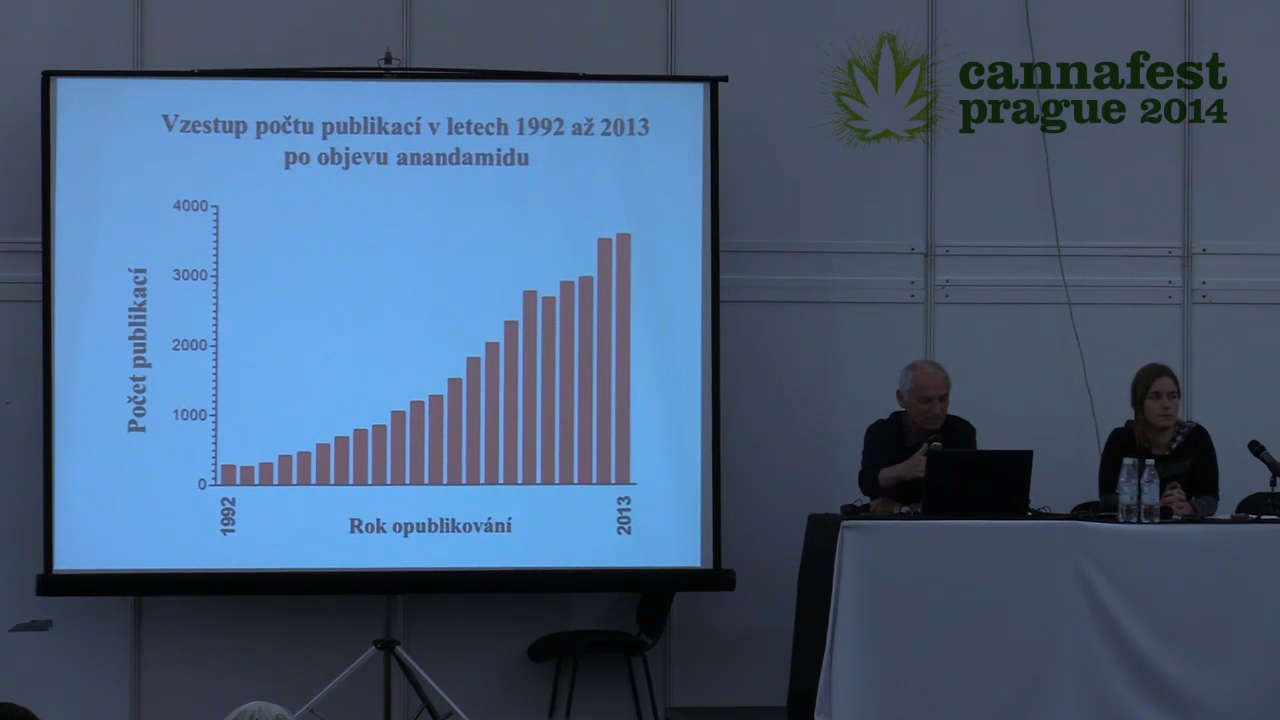 cannafest
prague 2014
Vzestup počtu publikací v letech 1992 až 2013
po objevu anandamidu
4000
3000
2000
1000
0
Počet publikací
1992
Rok opublikování
2013